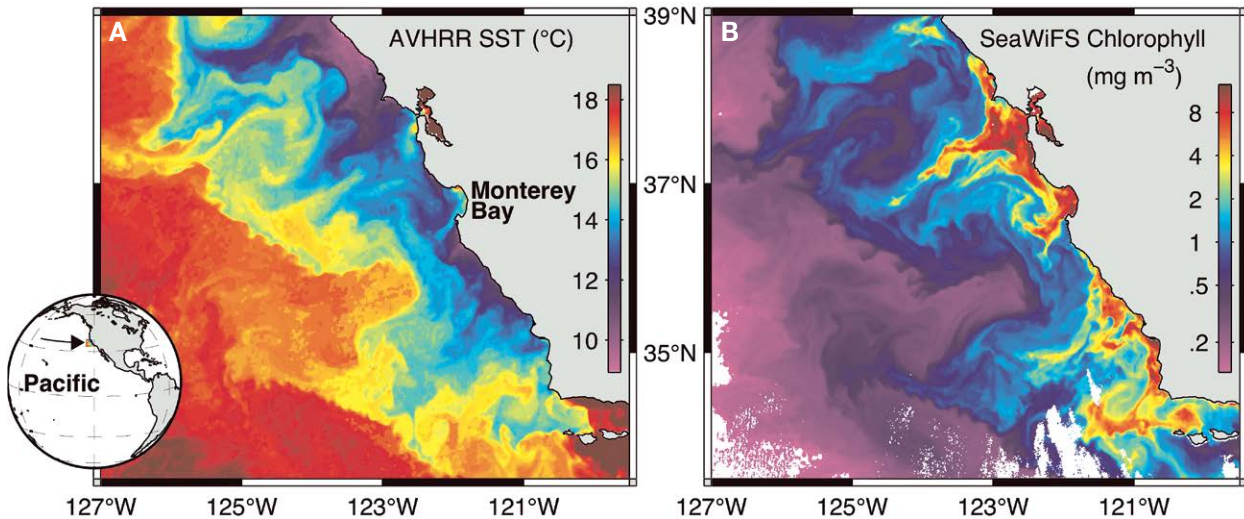 A
AVHRR SST (°C)
18
16
14
12
10
Monterey
Bay
Pacific
127°W
125°W
123°W
121°W
39°N
37°N
35°N
B
SeaWiFS Chlorophyll
(mg m⁻³)
8
4
2
1
.5
.2
127°W
125°W
123°W
121°W